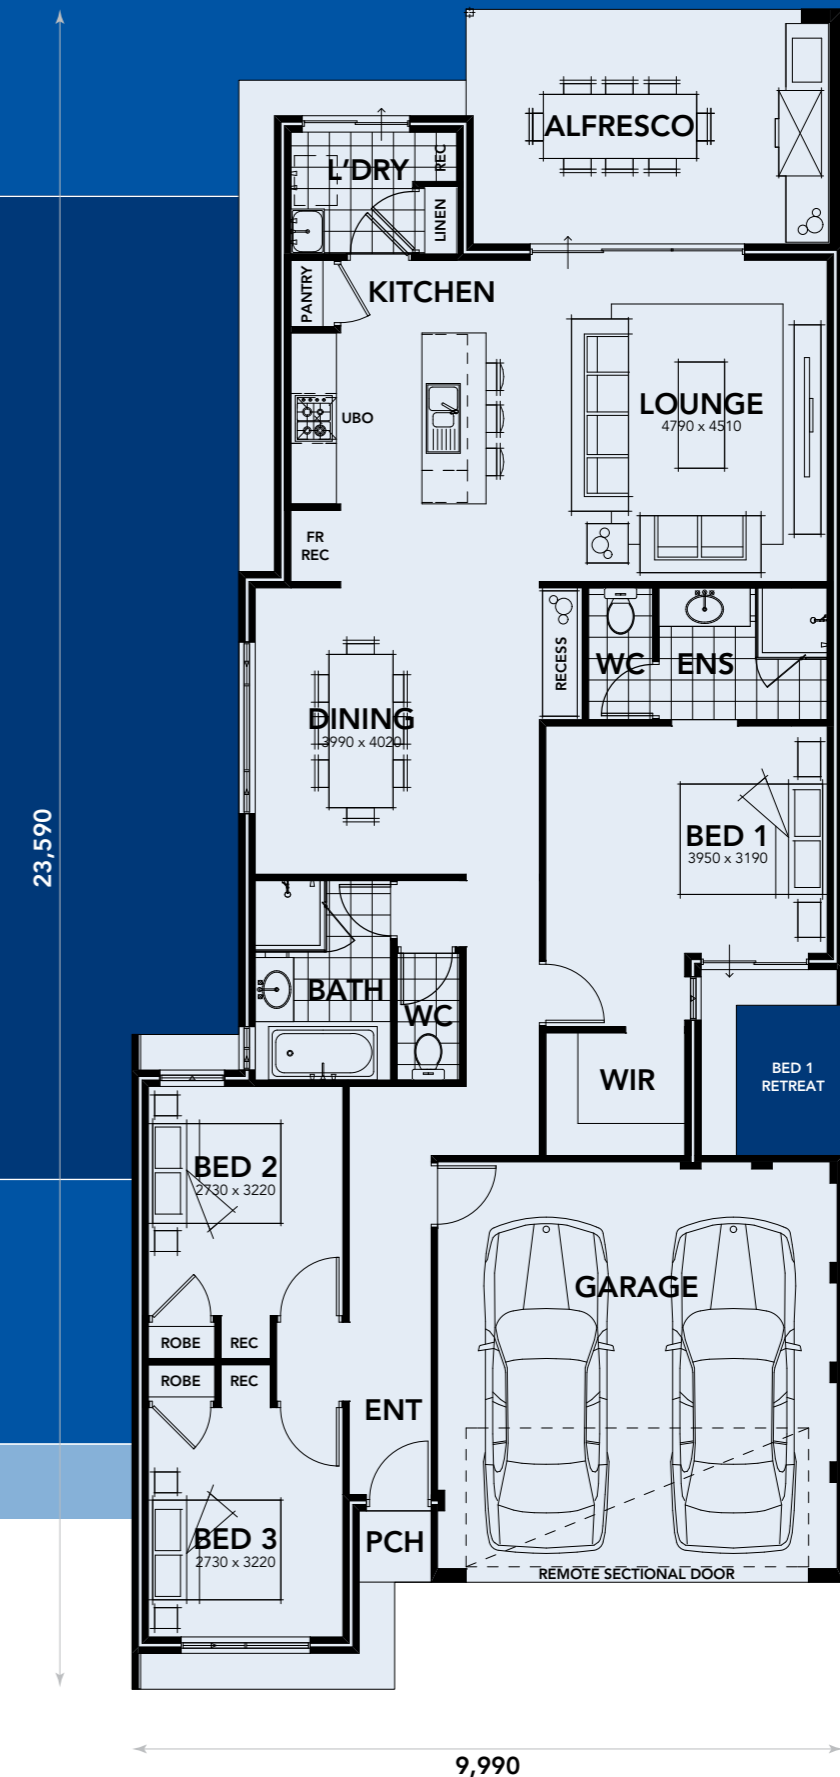 ALFRESCO
L'DRY
REC
LINEN
PANTRY
KITCHEN
UBO
LOUNGE
4790 x 4510
FR
REC
RECESS
WC
ENS
DINING
3990 x 4020
BED 1
3950 x 3190
23,590
BATH
WC
WIR
BED 1
RETREAT
BED 2
2730 x 3220
GARAGE
ROBE
REC
ROBE
REC
ENT
BED 3
2730 x 3220
PCH
REMOTE SECTIONAL DOOR
9,990